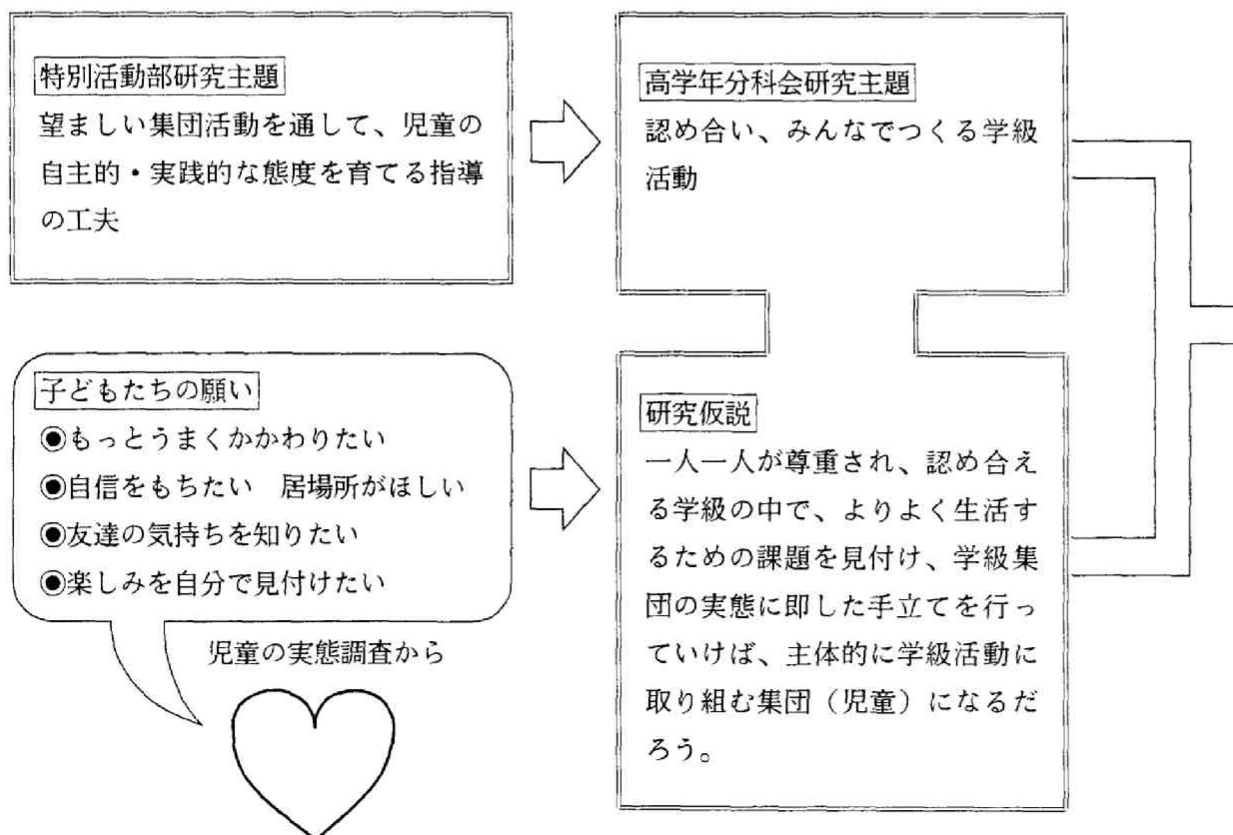 特別活動部研究主題
望ましい集団活動を通して、児童の
自主的・実践的な態度を育てる指導
の工夫
高学年分科会研究主題
認め合い、みんなでつくる学級
活動
子どもたちの願い
◉もっとうまくかかわりたい
◉自信をもちたい　居場所がほしい
◉友達の気持ちを知りたい
◉楽しみを自分で見付けたい
児童の実態調査から
研究仮説
一人一人が尊重され、認め合え
る学級の中で、よりよく生活す
るための課題を見付け、学級集
団の実態に即した手立てを行っ
ていけば、主体的に学級活動に
取り組む集団（児童）になるだ
ろう。